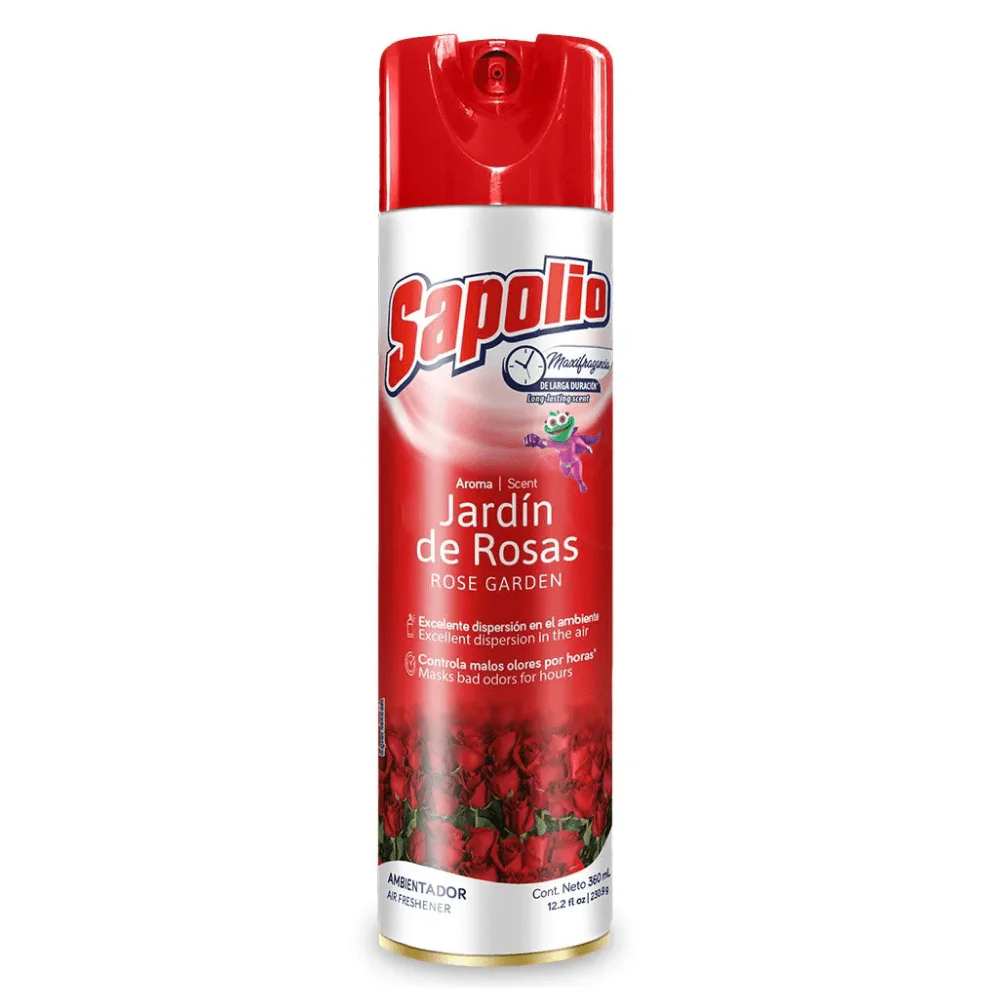 Sapolio
Maxifragancia
DE LARGA DURACIÓN*
Long-lasting scent
Aroma | Scent
Jardín
de Rosas
ROSE GARDEN
Excelente dispersión en el ambiente
Excellent dispersion in the air
Controla malos olores por horas*
Masks bad odors for hours
AMBIENTADOR
AIR FRESHENER
Cont. Neto 360 mL
12.2 fl oz | 230.9 g